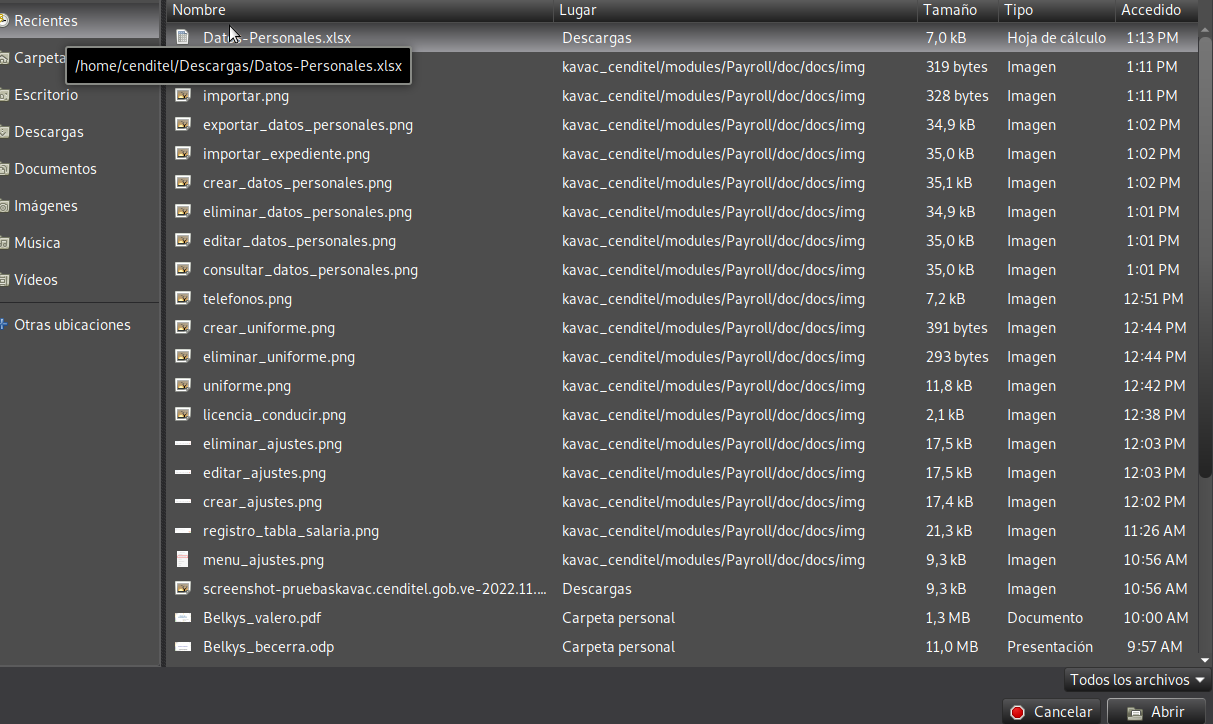 Nombre Lugar Tamaño Tipo Accedido
Recientes
Carpeta
Escritorio
Descargas
Documentos
Imágenes
Música
Vídeos
Otras ubicaciones
Datos-Personales.xlsx Descargas 7,0 kB Hoja de cálculo 1:13 PM
/home/cenditel/Descargas/Datos-Personales.xlsx
kavac_cenditel/modules/Payroll/doc/docs/img 319 bytes Imagen 1:11 PM
importar.png kavac_cenditel/modules/Payroll/doc/docs/img 328 bytes Imagen 1:11 PM
exportar_datos_personales.png kavac_cenditel/modules/Payroll/doc/docs/img 34,9 kB Imagen 1:02 PM
importar_expediente.png kavac_cenditel/modules/Payroll/doc/docs/img 35,0 kB Imagen 1:02 PM
crear_datos_personales.png kavac_cenditel/modules/Payroll/doc/docs/img 35,1 kB Imagen 1:02 PM
eliminar_datos_personales.png kavac_cenditel/modules/Payroll/doc/docs/img 34,9 kB Imagen 1:01 PM
editar_datos_personales.png kavac_cenditel/modules/Payroll/doc/docs/img 35,0 kB Imagen 1:01 PM
consultar_datos_personales.png kavac_cenditel/modules/Payroll/doc/docs/img 35,0 kB Imagen 1:01 PM
telefonos.png kavac_cenditel/modules/Payroll/doc/docs/img 7,2 kB Imagen 12:51 PM
crear_uniforme.png kavac_cenditel/modules/Payroll/doc/docs/img 391 bytes Imagen 12:44 PM
eliminar_uniforme.png kavac_cenditel/modules/Payroll/doc/docs/img 293 bytes Imagen 12:44 PM
uniforme.png kavac_cenditel/modules/Payroll/doc/docs/img 11,8 kB Imagen 12:42 PM
licencia_conducir.png kavac_cenditel/modules/Payroll/doc/docs/img 2,1 kB Imagen 12:38 PM
eliminar_ajustes.png kavac_cenditel/modules/Payroll/doc/docs/img 17,5 kB Imagen 12:03 PM
editar_ajustes.png kavac_cenditel/modules/Payroll/doc/docs/img 17,5 kB Imagen 12:03 PM
crear_ajustes.png kavac_cenditel/modules/Payroll/doc/docs/img 17,4 kB Imagen 12:02 PM
registro_tabla_salaria.png kavac_cenditel/modules/Payroll/doc/docs/img 21,3 kB Imagen 11:26 AM
menu_ajustes.png kavac_cenditel/modules/Payroll/doc/docs/img 9,3 kB Imagen 10:56 AM
screenshot-pruebaskavac.cenditel.gob.ve-2022.11.... Descargas 9,3 kB Imagen 10:56 AM
Belkys_valero.pdf Carpeta personal 1,3 MB Documento 10:00 AM
Belkys_becerra.odp Carpeta personal 11,0 MB Presentación 9:57 AM
Todos los archivos
Cancelar Abrir